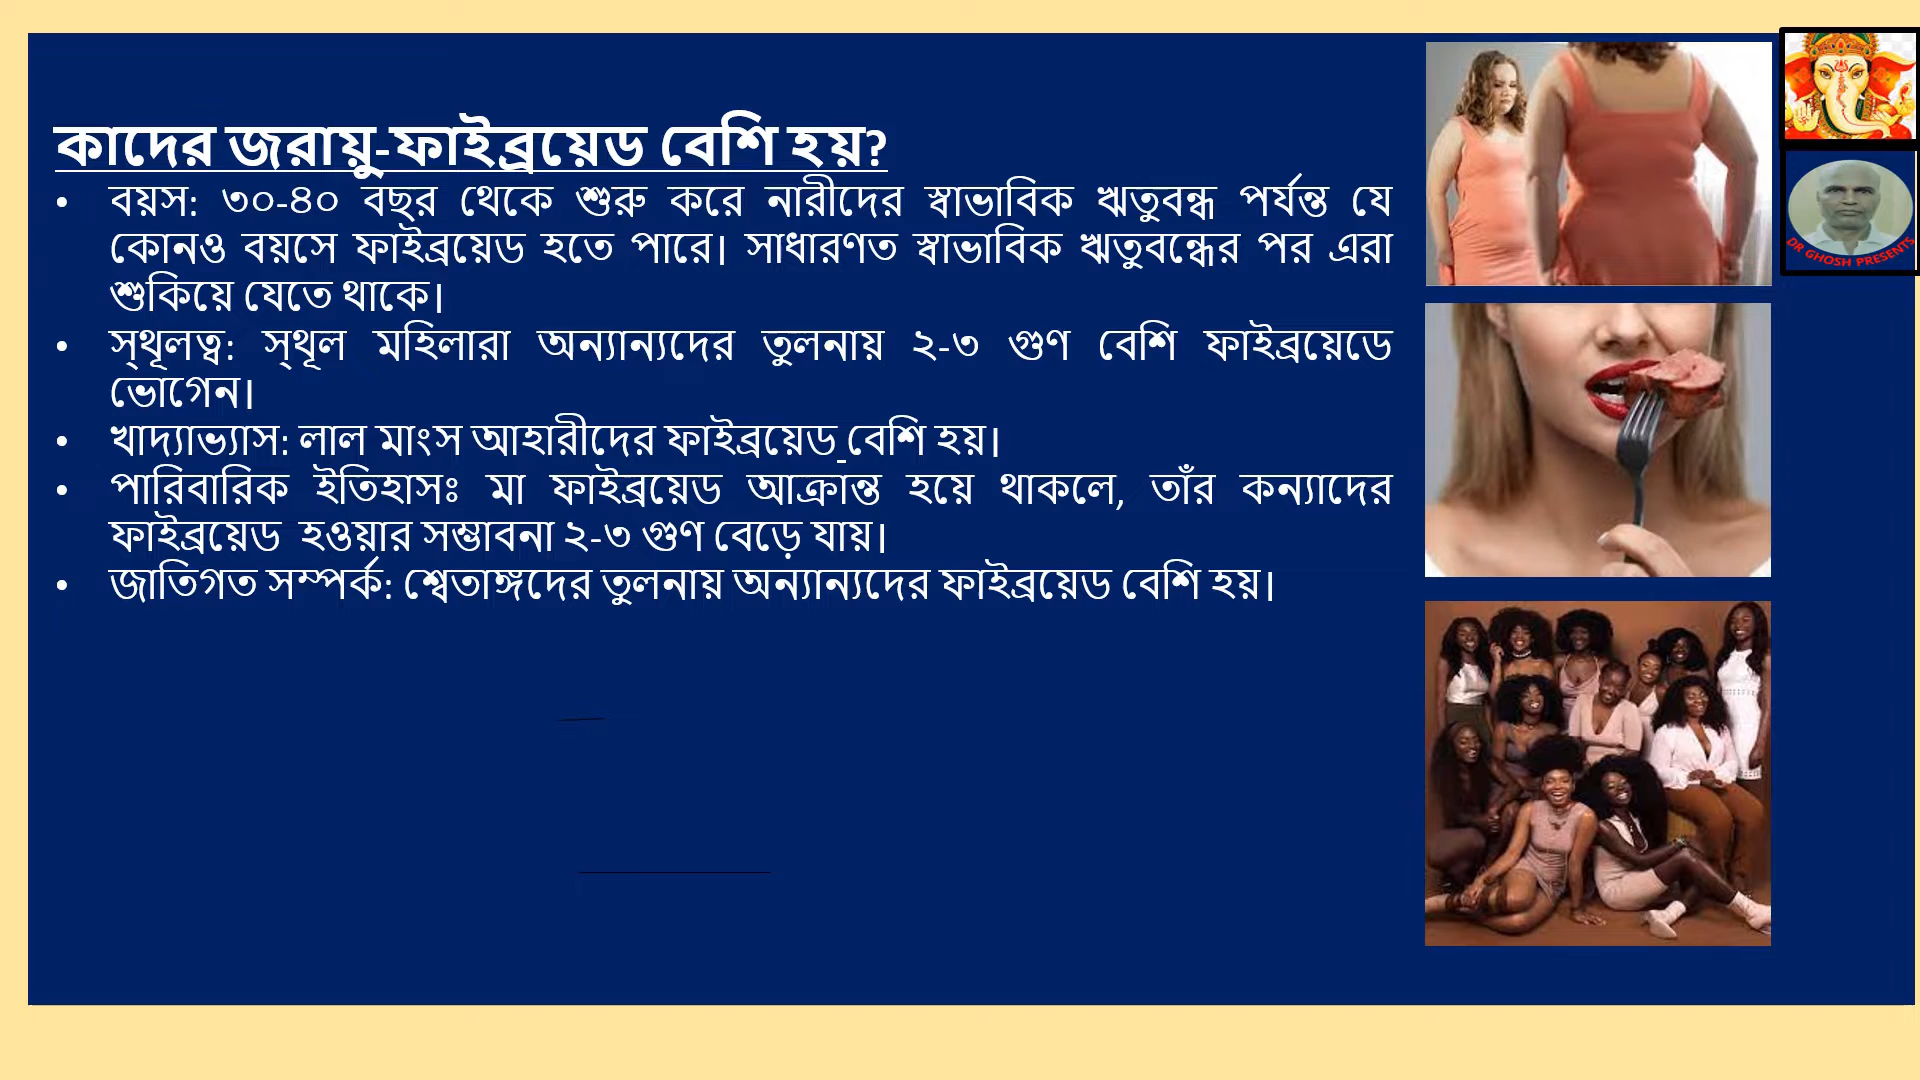 কাদের জরায়ু-ফাইব্রয়েড বেশি হয়?
• বয়স: ৩০-৪০ বছর থেকে শুরু করে নারীদের স্বাভাবিক ঋতুবন্ধ পর্যন্ত যে
কোনও বয়সে ফাইব্রয়েড হতে পারে। সাধারণত স্বাভাবিক ঋতুবন্ধের পর এরা
শুকিয়ে যেতে থাকে।
• স্থূলত্ব: স্থূল মহিলারা অন্যান্যদের তুলনায় ২-৩ গুণ বেশি ফাইব্রয়েডে
ভোগেন।
• খাদ্যাভ্যাস: লাল মাংস আহারীদের ফাইব্রয়েড বেশি হয়।
• পারিবারিক ইতিহাসঃ মা ফাইব্রয়েড আক্রান্ত হয়ে থাকলে, তাঁর কন্যাদের
ফাইব্রয়েড হওয়ার সম্ভাবনা ২-৩ গুণ বেড়ে যায়।
• জাতিগত সম্পর্ক: শ্বেতাঙ্গদের তুলনায় অন্যান্যদের ফাইব্রয়েড বেশি হয়।
DR GHOSH PRESENTS